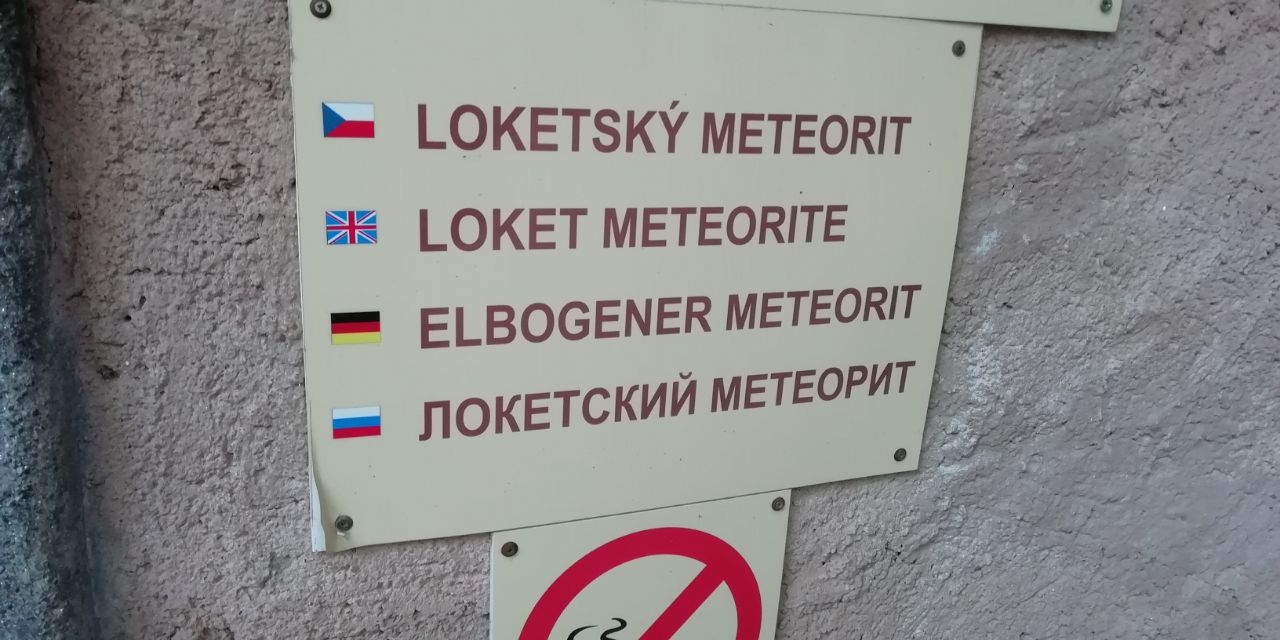 LOKETSKÝ METEORIT
LOKET METEORITE
ELBOGENER METEORIT
ЛОКЕТСКИЙ МЕТЕОРИТ